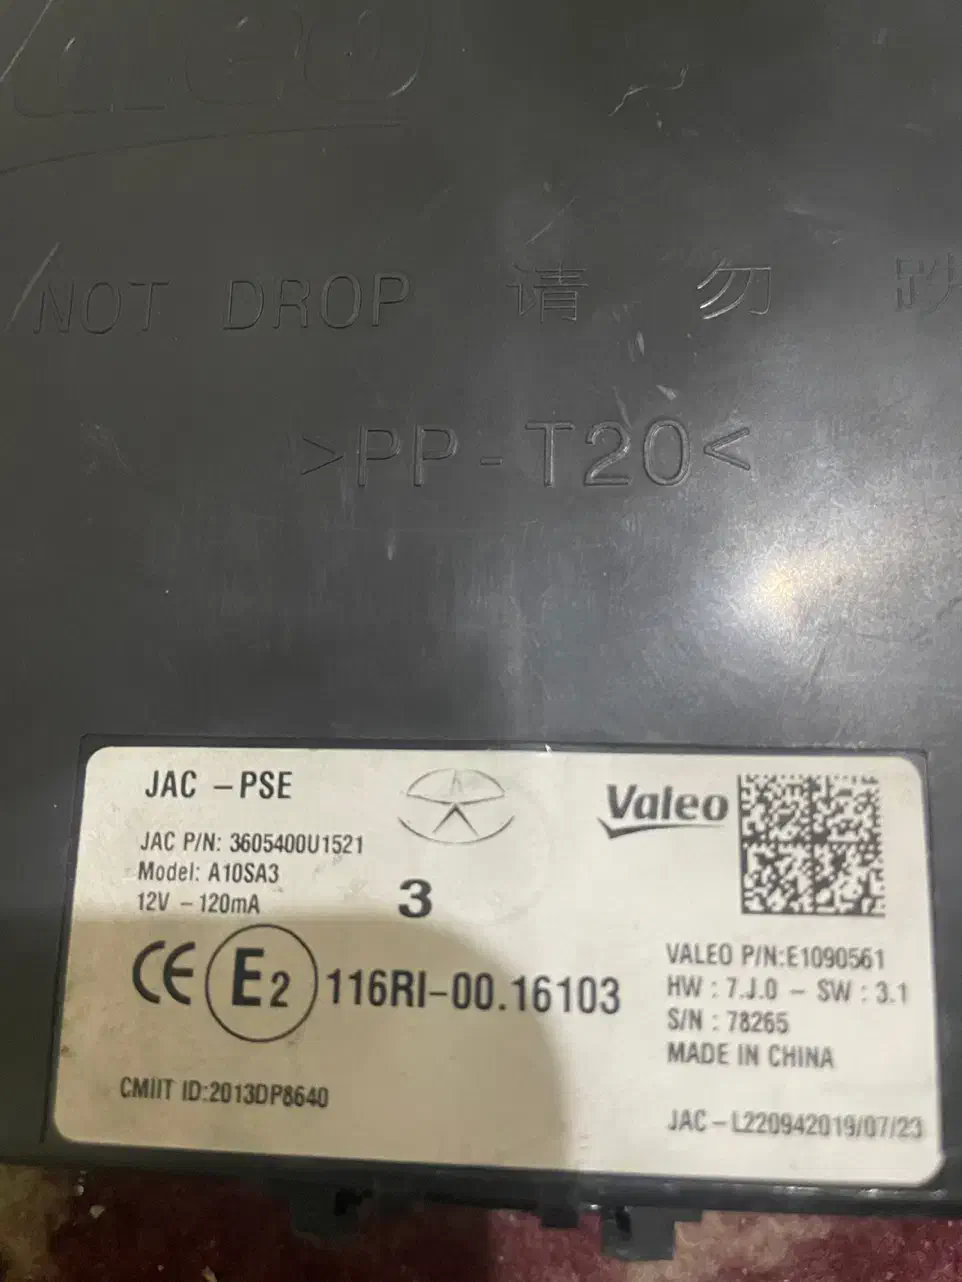 Valeo
NOT DROP 请 勿 跌
>PP-T20<
JAC -PSE
JAC P/N: 3605400U1521
Model: A10SA3
12V - 120mA
3
Valeo
CE E2 116RI-00.16103
VALEO P/N:E1090561
HW : 7.J.0 - SW : 3.1
S/N : 78265
MADE IN CHINA
CMIIT ID:2013DP8640
JAC-L220942019/07/23